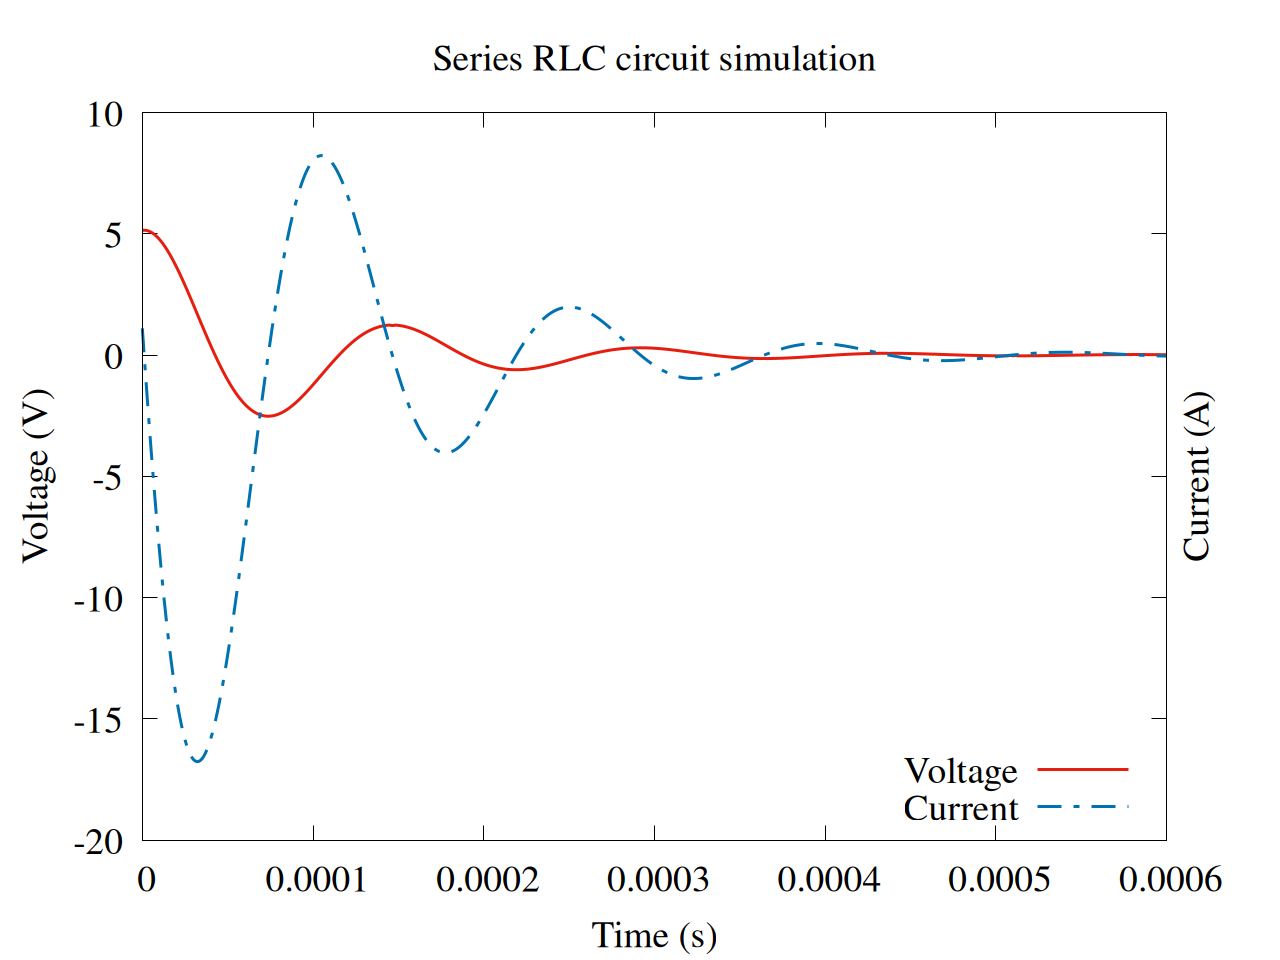 Series RLC circuit simulation
10
5
0
-5
-10
-15
-20
Voltage (V)
Current (A)
Voltage
Current
0 0.0001 0.0002 0.0003 0.0004 0.0005 0.0006
Time (s)